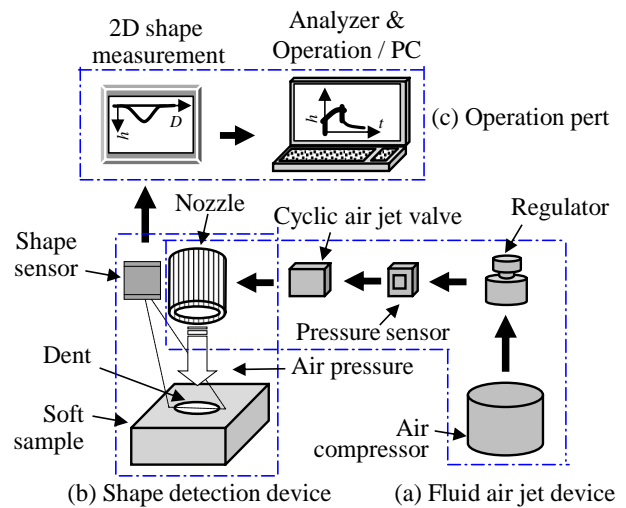 2D shape
measurement
Analyzer &
Operation / PC
h
D
h
t
(c) Operation pert
Nozzle
Cyclic air jet valve
Regulator
Shape
sensor
Pressure sensor
Dent
Air pressure
Soft
sample
Air
compressor
(b) Shape detection device
(a) Fluid air jet device